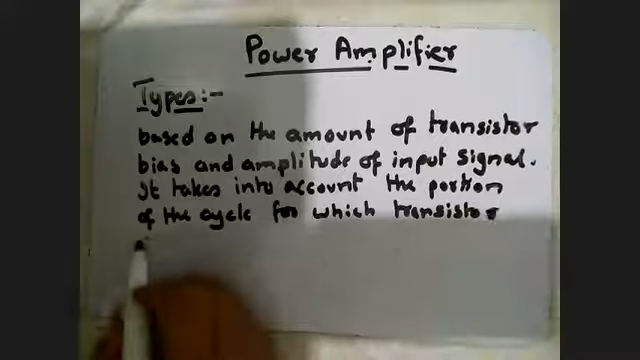 Power Amplifier
Types:-
based on the amount of transistor
bias and amplitude of input signal.
It takes into account the portion
of the cycle for which transistor